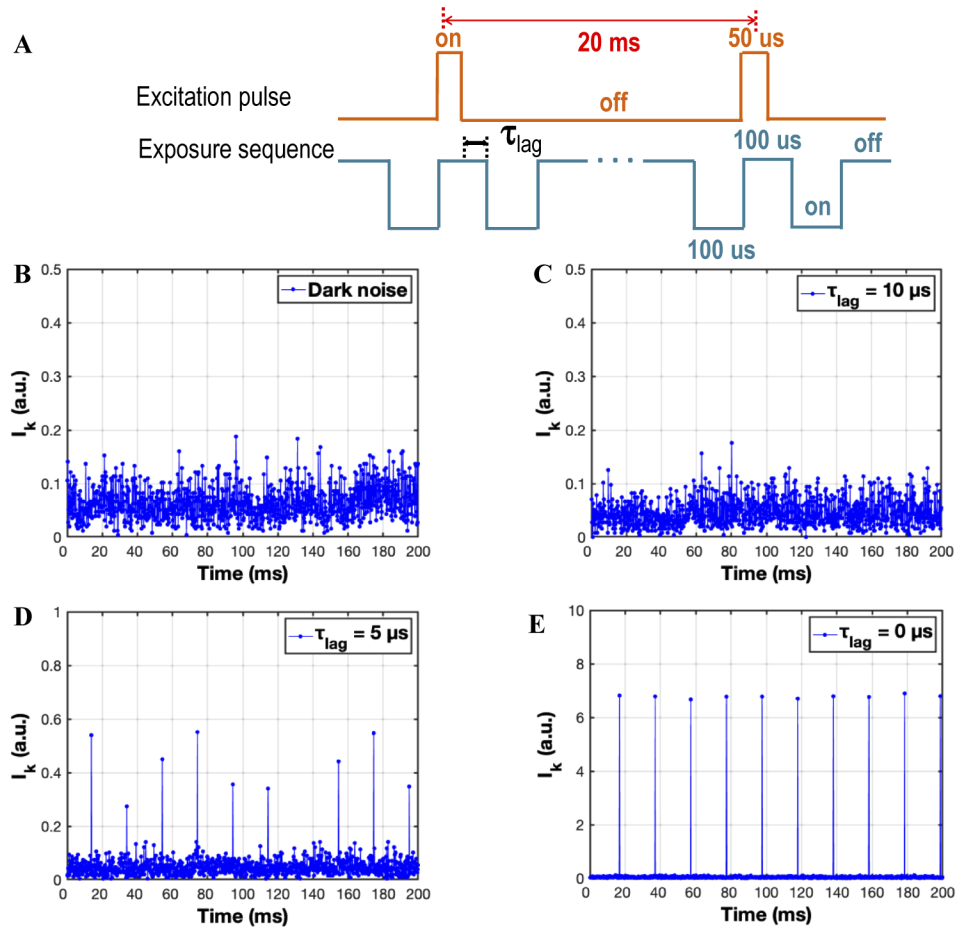 A
on
20 ms
50 us
Excitation pulse
off
Exposure sequence
τlag
100 us
off
on
100 us
B
Dark noise
0.5
0.4
0.3
0.2
0.1
0
Ik (a.u.)
0 20 40 60 80 100 120 140 160 180 200
Time (ms)
C
τlag = 10 µs
0.5
0.4
0.3
0.2
0.1
0
Ik (a.u.)
0 20 40 60 80 100 120 140 160 180 200
Time (ms)
D
τlag = 5 µs
1
0.8
0.6
0.4
0.2
0
Ik (a.u.)
0 20 40 60 80 100 120 140 160 180 200
Time (ms)
E
τlag = 0 µs
10
8
6
4
2
0
Ik (a.u.)
0 20 40 60 80 100 120 140 160 180 200
Time (ms)